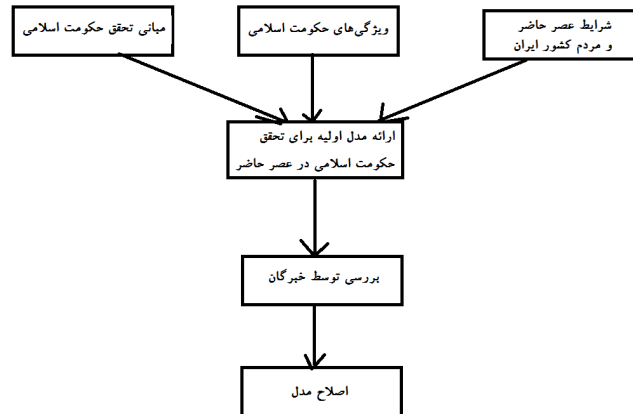 شرایط عصر حاضر
و مردم کشور ایران
ویژگی‌های حکومت اسلامی
مبانی تحقق حکومت اسلامی
ارائه مدل اولیه برای تحقق
حکومت اسلامی در عصر حاضر
بررسی توسط خبرگان
اصلاح مدل